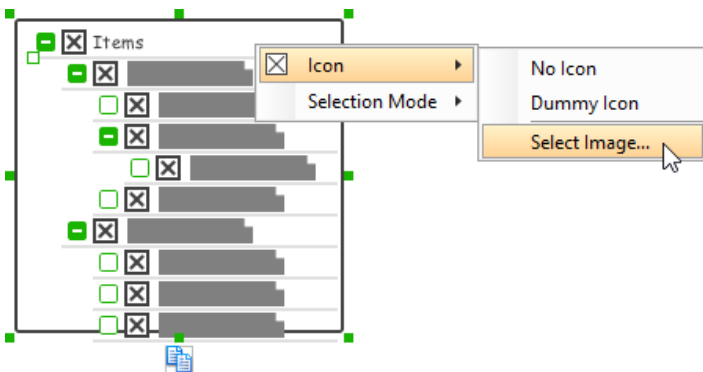 Items
Icon
Selection Mode
No Icon
Dummy Icon
Select Image...